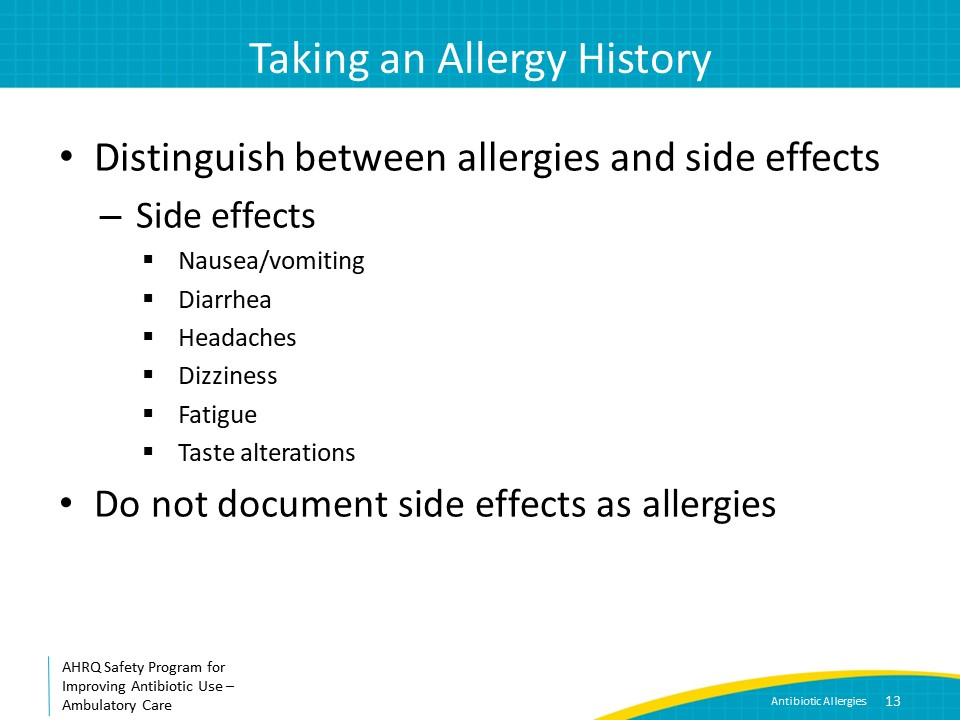 Taking an Allergy History
• Distinguish between allergies and side effects
– Side effects
▪ Nausea/vomiting
▪ Diarrhea
▪ Headaches
▪ Dizziness
▪ Fatigue
▪ Taste alterations
• Do not document side effects as allergies
AHRQ Safety Program for
Improving Antibiotic Use –
Ambulatory Care
Antibiotic Allergies 13